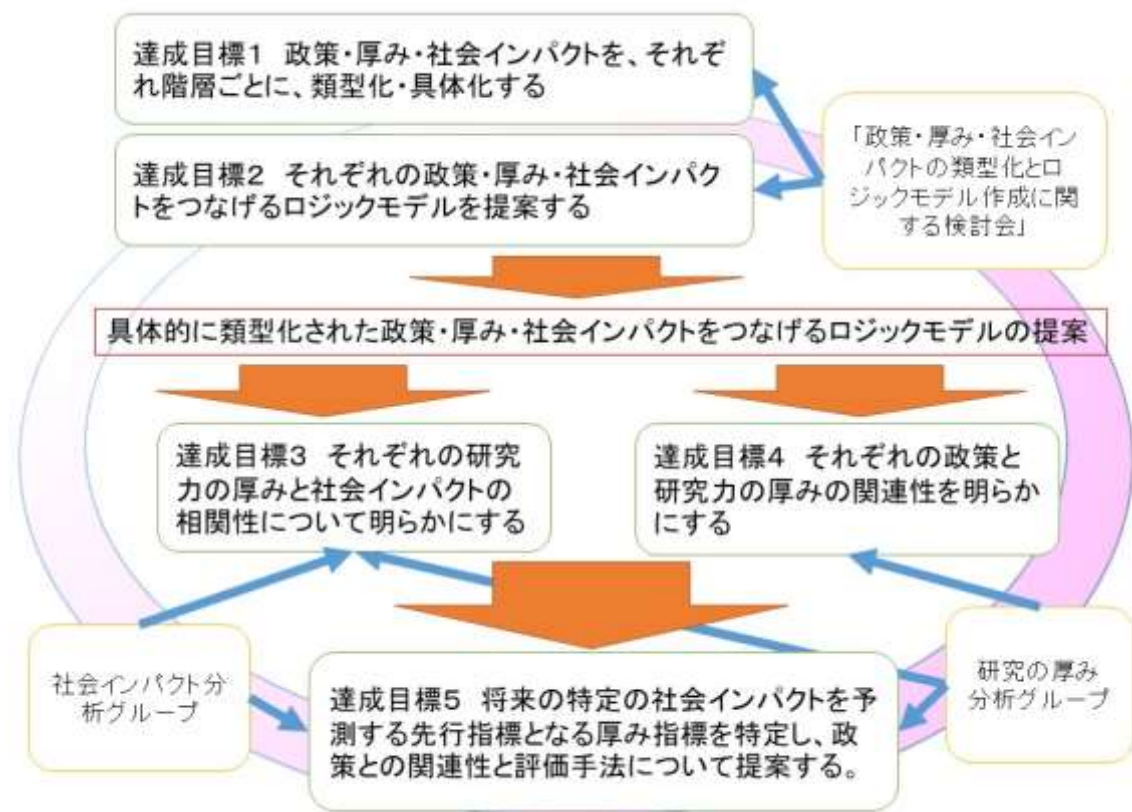 達成目標1　政策・厚み・社会インパクトを、それぞ
れ階層ごとに、類型化・具体化する
達成目標2　それぞれの政策・厚み・社会インパク
トをつなげるロジックモデルを提案する
「政策・厚み・社会イン
パクトの類型化とロ
ジックモデル作成に関
する検討会」
具体的に類型化された政策・厚み・社会インパクトをつなげるロジックモデルの提案
達成目標3　それぞれの研究
力の厚みと社会インパクトの
相関性について明らかにする
達成目標4　それぞれの政策と
研究力の厚みの関連性を明らか
にする
社会インパクト分
析グループ
達成目標5　将来の特定の社会インパクトを予
測する先行指標となる厚み指標を特定し、政
策との関連性と評価手法について提案する。
研究の厚み
分析グループ